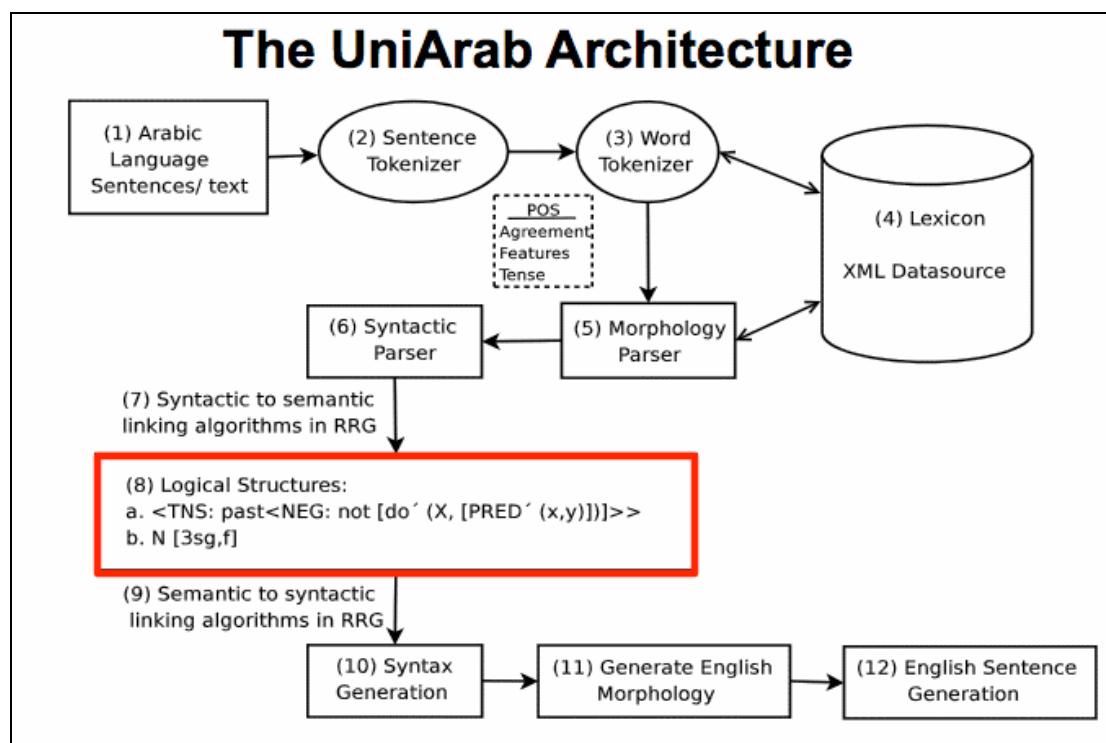 The UniArab Architecture
(1) Arabic
Language
Sentences/ text
(2) Sentence
Tokenizer
(3) Word
Tokenizer
(4) Lexicon
XML Datasource
POS
Agreement
Features
Tense
(6) Syntactic
Parser
(5) Morphology
Parser
(7) Syntactic to semantic
linking algorithms in RRG
(8) Logical Structures:
a. <TNS: past<NEG: not [do´ (X, [PRED´ (x,y)])]>>
b. N [3sg,f]
(9) Semantic to syntactic
linking algorithms in RRG
(10) Syntax
Generation
(11) Generate English
Morphology
(12) English Sentence
Generation